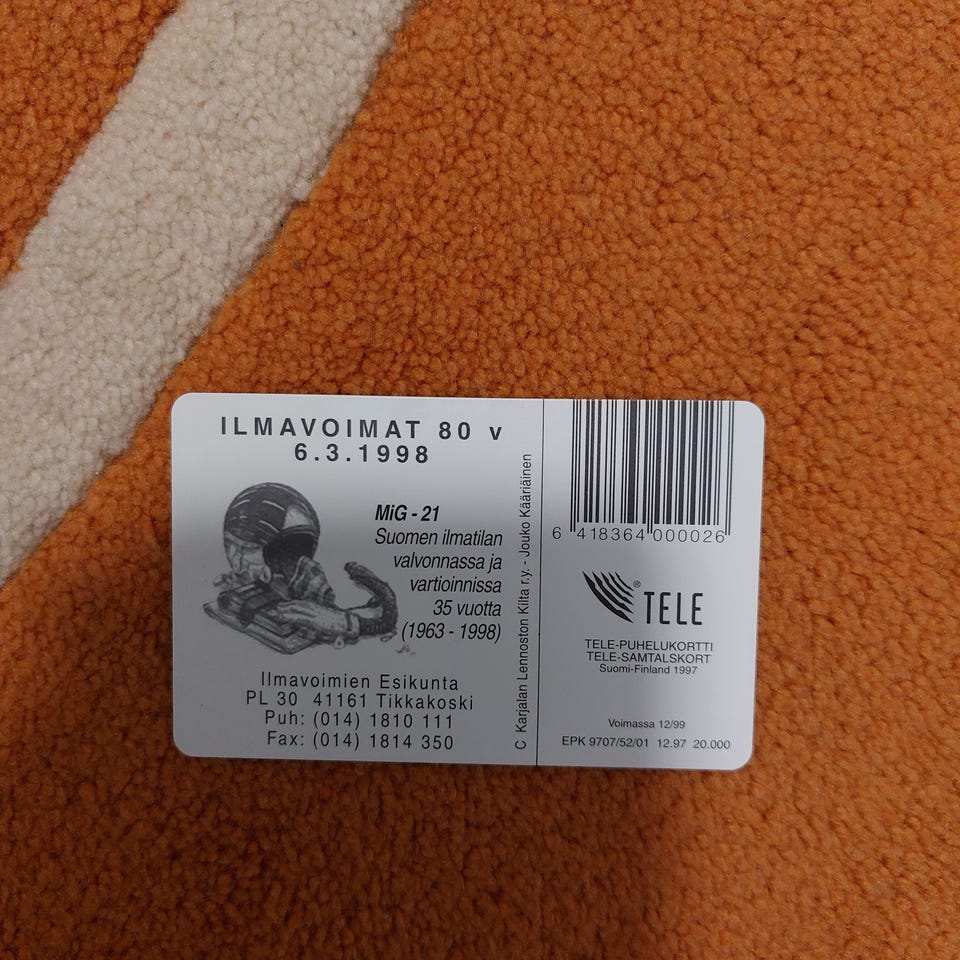 ILMAVOIMAT 80 v
6.3.1998
MiG - 21
Suomen ilmatilan
valvonnassa ja
vartioinnissa
35 vuotta
(1963 - 1998)
Ilmavoimien Esikunta
PL 30 41161 Tikkakoski
Puh: (014) 1810 111
Fax: (014) 1814 350
C Karjalan Lennoston Kilta r.y. - Jouko Kääriäinen
6 418364 000026
® TELE
TELE-PUHELUKORTTI
TELE-SAMTALSKORT
Suomi-Finland 1997
Voimassa 12/99
EPK 9707/52/01 12.97 20.000